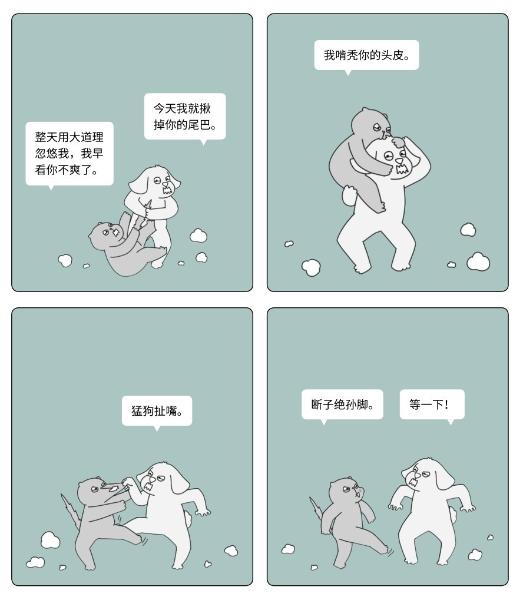 整天用大道理
忽悠我，我早
看你不爽了。
今天我就揪
掉你的尾巴。
我啃秃你的头皮。
猛狗扯嘴。
断子绝孙脚。
等一下！